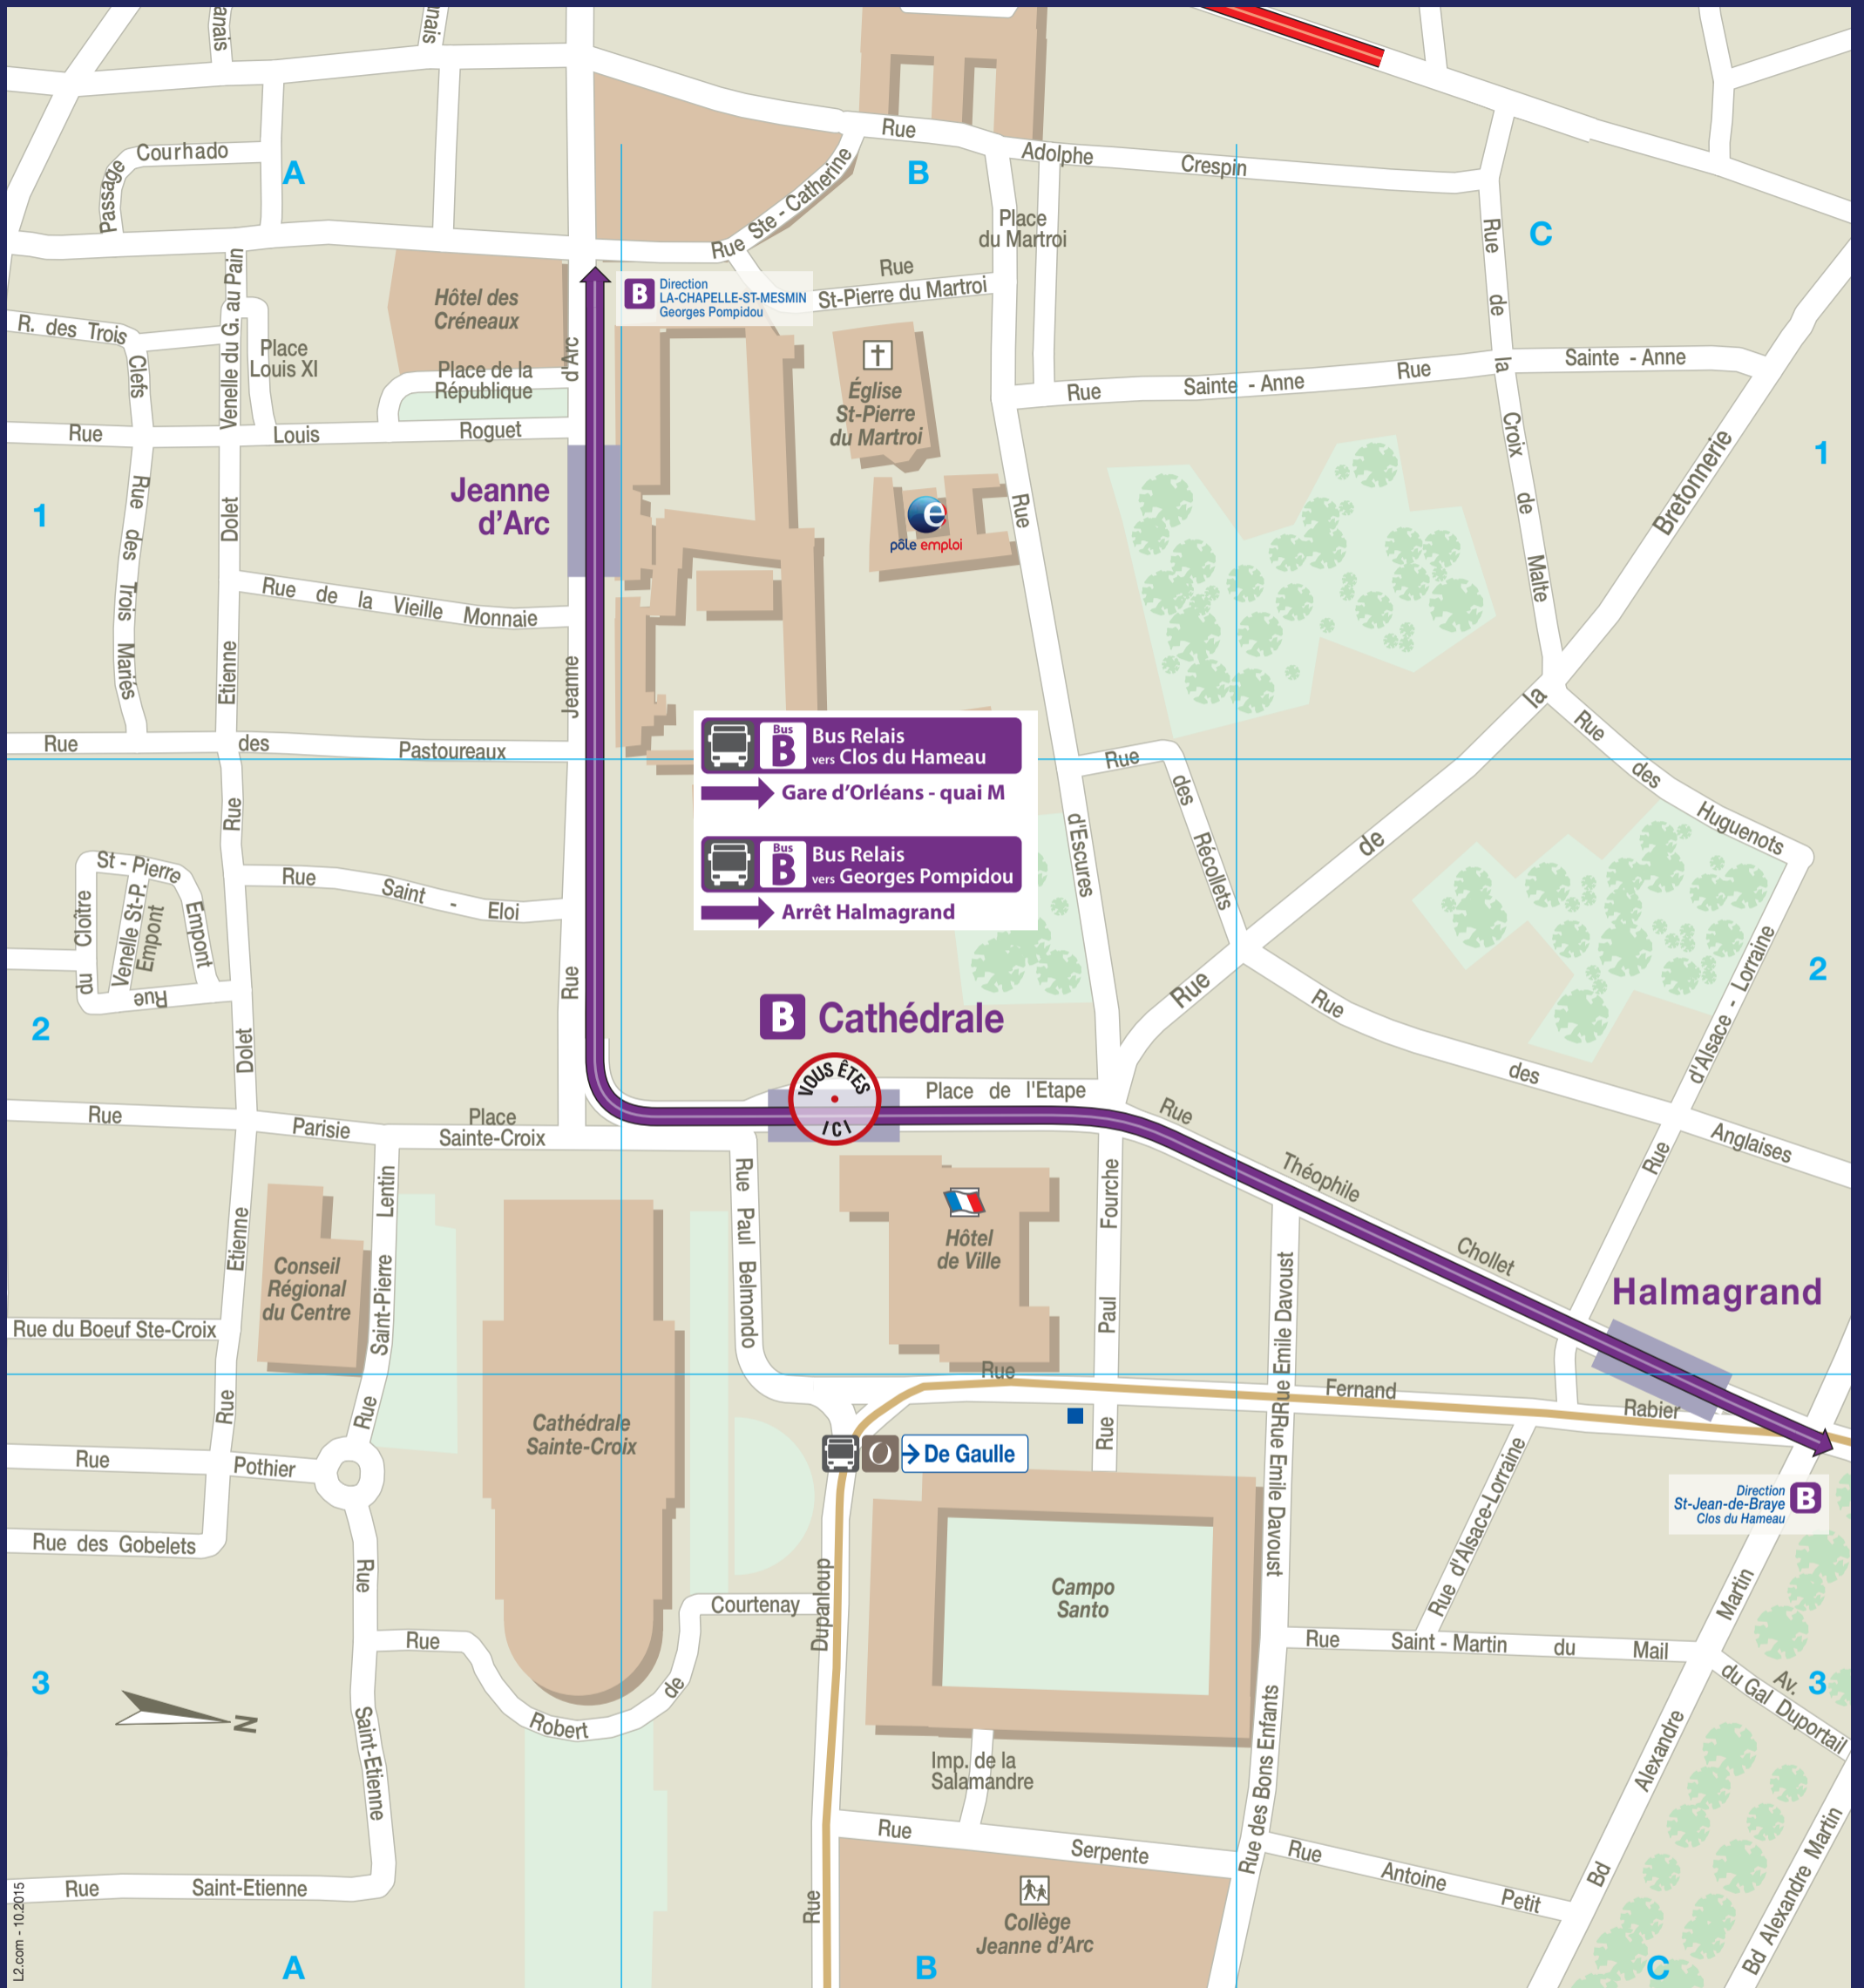 anais
nais
Passage
Courhado
A
B
C
Rue
Adolphe
Crespin
Rue Ste - Catherine
Place
du Martroi
Rue
St-Pierre du Martroi
Hôtel des
Créneaux
B
Direction
LA-CHAPELLE-ST-MESMIN
Georges Pompidou
R. des Trois
Clefs
Venelle du G. au Pain
Place
Louis XI
Place de la
République
d'Arc
Église
St-Pierre
du Martroi
Rue
Sainte - Anne
Rue
Sainte - Anne
Rue
de
la
Croix
de
Malte
Bretonnerie
la
de
Rue
1
1
Rue
Louis
Roguet
Jeanne
d'Arc
e
pôle emploi
Rue
d'Escures
Rue
des
Trois
Mariés
Dolet
Etienne
Rue
Rue de la Vieille Monnaie
Jeanne
Rue
Rue
des
Pastoureaux
Bus
B
Bus Relais
vers Clos du Hameau
Gare d'Orléans - quai M
Bus
B
Bus Relais
vers Georges Pompidou
Arrêt Halmagrand
Rue
des
Récollets
Rue
des
Huguenots
St - Pierre
Empont
Venelle St-P.
Empont
du
Cloître
Rue
Rue
Saint
-
Eloi
Dolet
2
2
B
Cathédrale
VOUS ÊTES
ICI
Place de l'Etape
Rue
des
Anglaises
d'Alsace - Lorraine
Rue
Rue
Parisie
Place
Sainte-Croix
Rue
Théophile
Chollet
Halmagrand
Etienne
Rue
Lentin
Saint-Pierre
Rue
Conseil
Régional
du Centre
Rue Paul Belmondo
Hôtel
de Ville
Fourche
Paul
Rue
Rue Emile Davoust
Rue Emile Davoust
Rue du Boeuf Ste-Croix
Rue
Fernand
Rabier
Cathédrale
Sainte-Croix
De Gaulle
Rue
Pothier
Direction
St-Jean-de-Braye
Clos du Hameau
B
Rue des Gobelets
Rue
Saint-Etienne
Rue
Robert
de
Courtenay
Dupanloup
Rue
Campo
Santo
Rue d'Alsace-Lorraine
Rue
Saint - Martin
du
Mail
Martin
Alexandre
Bd
Av.
du Gal Duportail
3
3
N
Imp. de la
Salamandre
Rue des Bons Enfants
Rue
Serpente
Rue
Antoine
Petit
Bd Alexandre Martin
Rue
Saint-Etienne
Collège
Jeanne d'Arc
L2.com - 10.2015
A
B
C